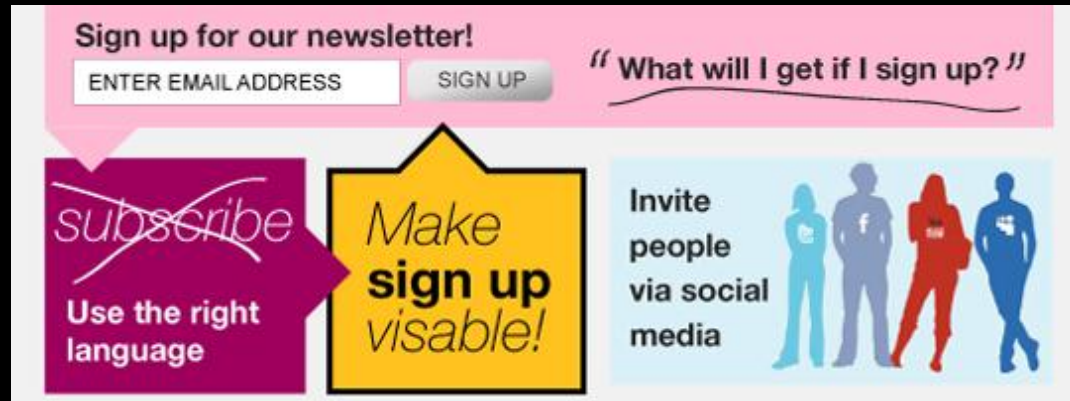 Sign up for our newsletter!
ENTER EMAIL ADDRESS
SIGN UP
“What will I get if I sign up?”
subscribe
Use the right
language
Make
sign up
visable!
Invite
people
via social
media
f